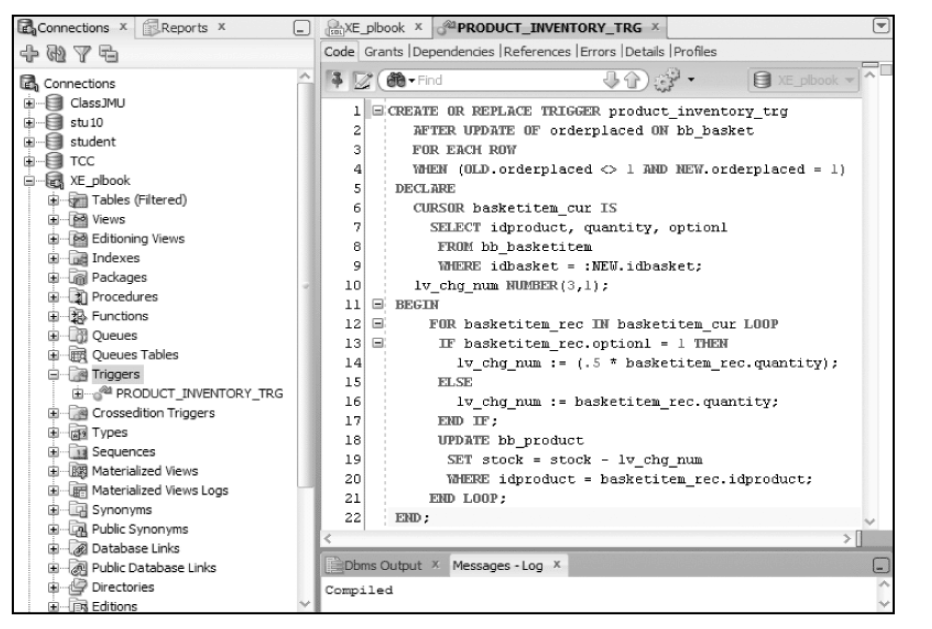 Connections
Reports
Connections
ClassJMU
stu10
student
TCC
XE_plbook
Tables (Filtered)
Views
Editioning Views
Indexes
Packages
Procedures
Functions
Queues
Queues Tables
Triggers
PRODUCT_INVENTORY_TRG
Crossedition Triggers
Types
Sequences
Materialized Views
Materialized Views Logs
Synonyms
Public Synonyms
Database Links
Public Database Links
Directories
Editions
XE_plbook
PRODUCT_INVENTORY_TRG
Code Grants Dependencies References Errors Details Profiles
Find
XE_plbook
1 CREATE OR REPLACE TRIGGER product_inventory_trg
2 AFTER UPDATE OF orderplaced ON bb_basket
3 FOR EACH ROW
4 WHEN (OLD.orderplaced <> 1 AND NEW.orderplaced = 1)
5 DECLARE
6 CURSOR basketitem_cur IS
7 SELECT idproduct, quantity, option1
8 FROM bb_basketitem
9 WHERE idbasket = :NEW.idbasket;
10 lv_chg_num NUMBER(3,1);
11 BEGIN
12 FOR basketitem_rec IN basketitem_cur LOOP
13 IF basketitem_rec.option1 = 1 THEN
14 lv_chg_num := (.5 * basketitem_rec.quantity);
15 ELSE
16 lv_chg_num := basketitem_rec.quantity;
17 END IF;
18 UPDATE bb_product
19 SET stock = stock - lv_chg_num
20 WHERE idproduct = basketitem_rec.idproduct;
21 END LOOP;
22 END;
Dbms Output
Messages - Log
Compiled